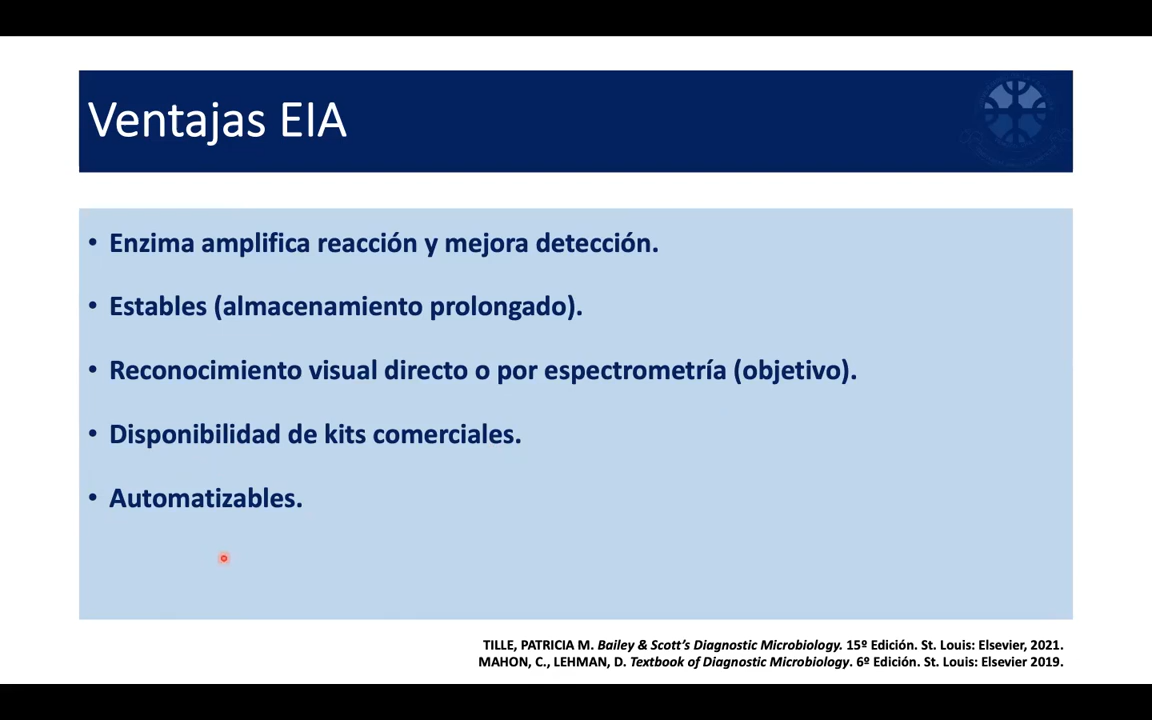 Ventajas EIA
• Enzima amplifica reacción y mejora detección.
• Estables (almacenamiento prolongado).
• Reconocimiento visual directo o por espectrometría (objetivo).
• Disponibilidad de kits comerciales.
• Automatizables.
TILLE, PATRICIA M. Bailey & Scott's Diagnostic Microbiology. 15º Edición. St. Louis: Elsevier, 2021.
MAHON, C., LEHMAN, D. Textbook of Diagnostic Microbiology. 6º Edición. St. Louis: Elsevier 2019.